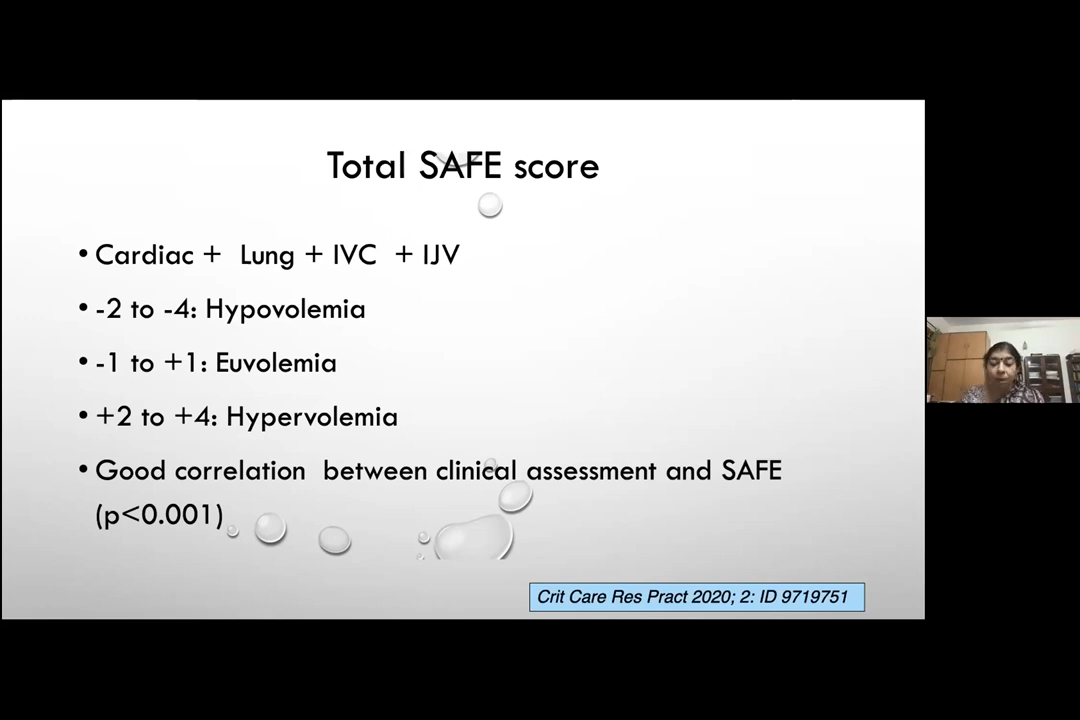 Total SAFE score
• Cardiac + Lung + IVC + IJV
• -2 to -4: Hypovolemia
• -1 to +1: Euvolemia
• +2 to +4: Hypervolemia
• Good correlation between clinical assessment and SAFE
(p<0.001)
Crit Care Res Pract 2020; 2: ID 9719751